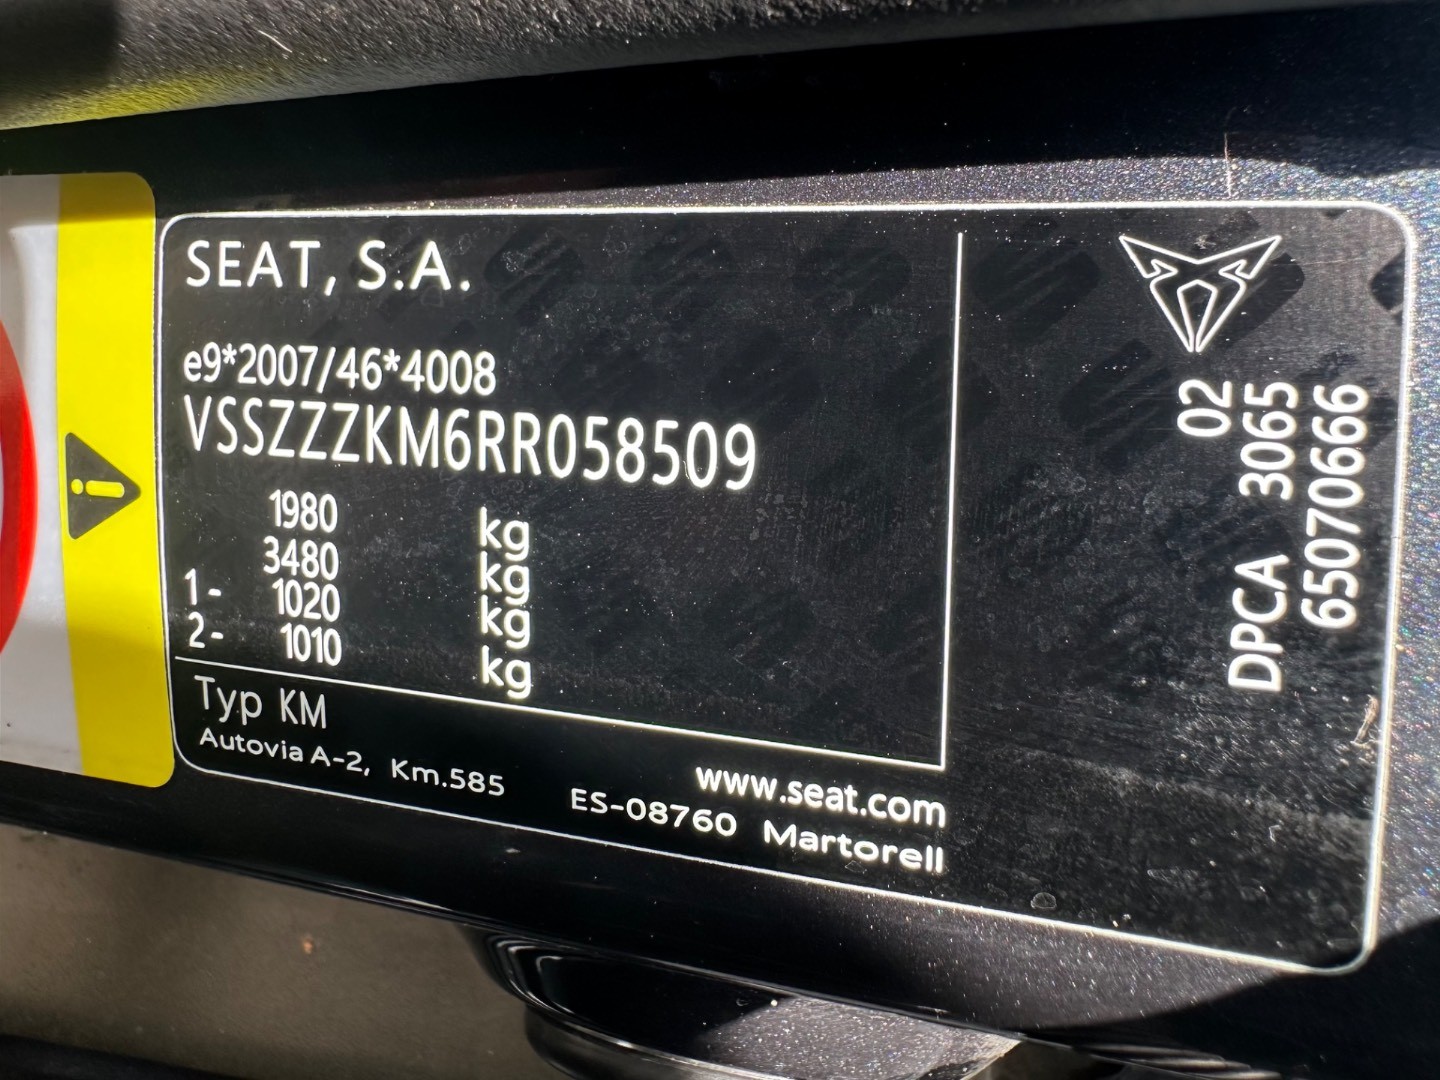 SEAT, S.A.
e9*2007/46*4008
VSSZZZKM6RR058509
1980 kg
3480 kg
1- 1020 kg
2- 1010 kg
Typ KM
Autovia A-2, Km.585
www.seat.com
ES-08760 Martorell
02
DPCA 3065
65070666